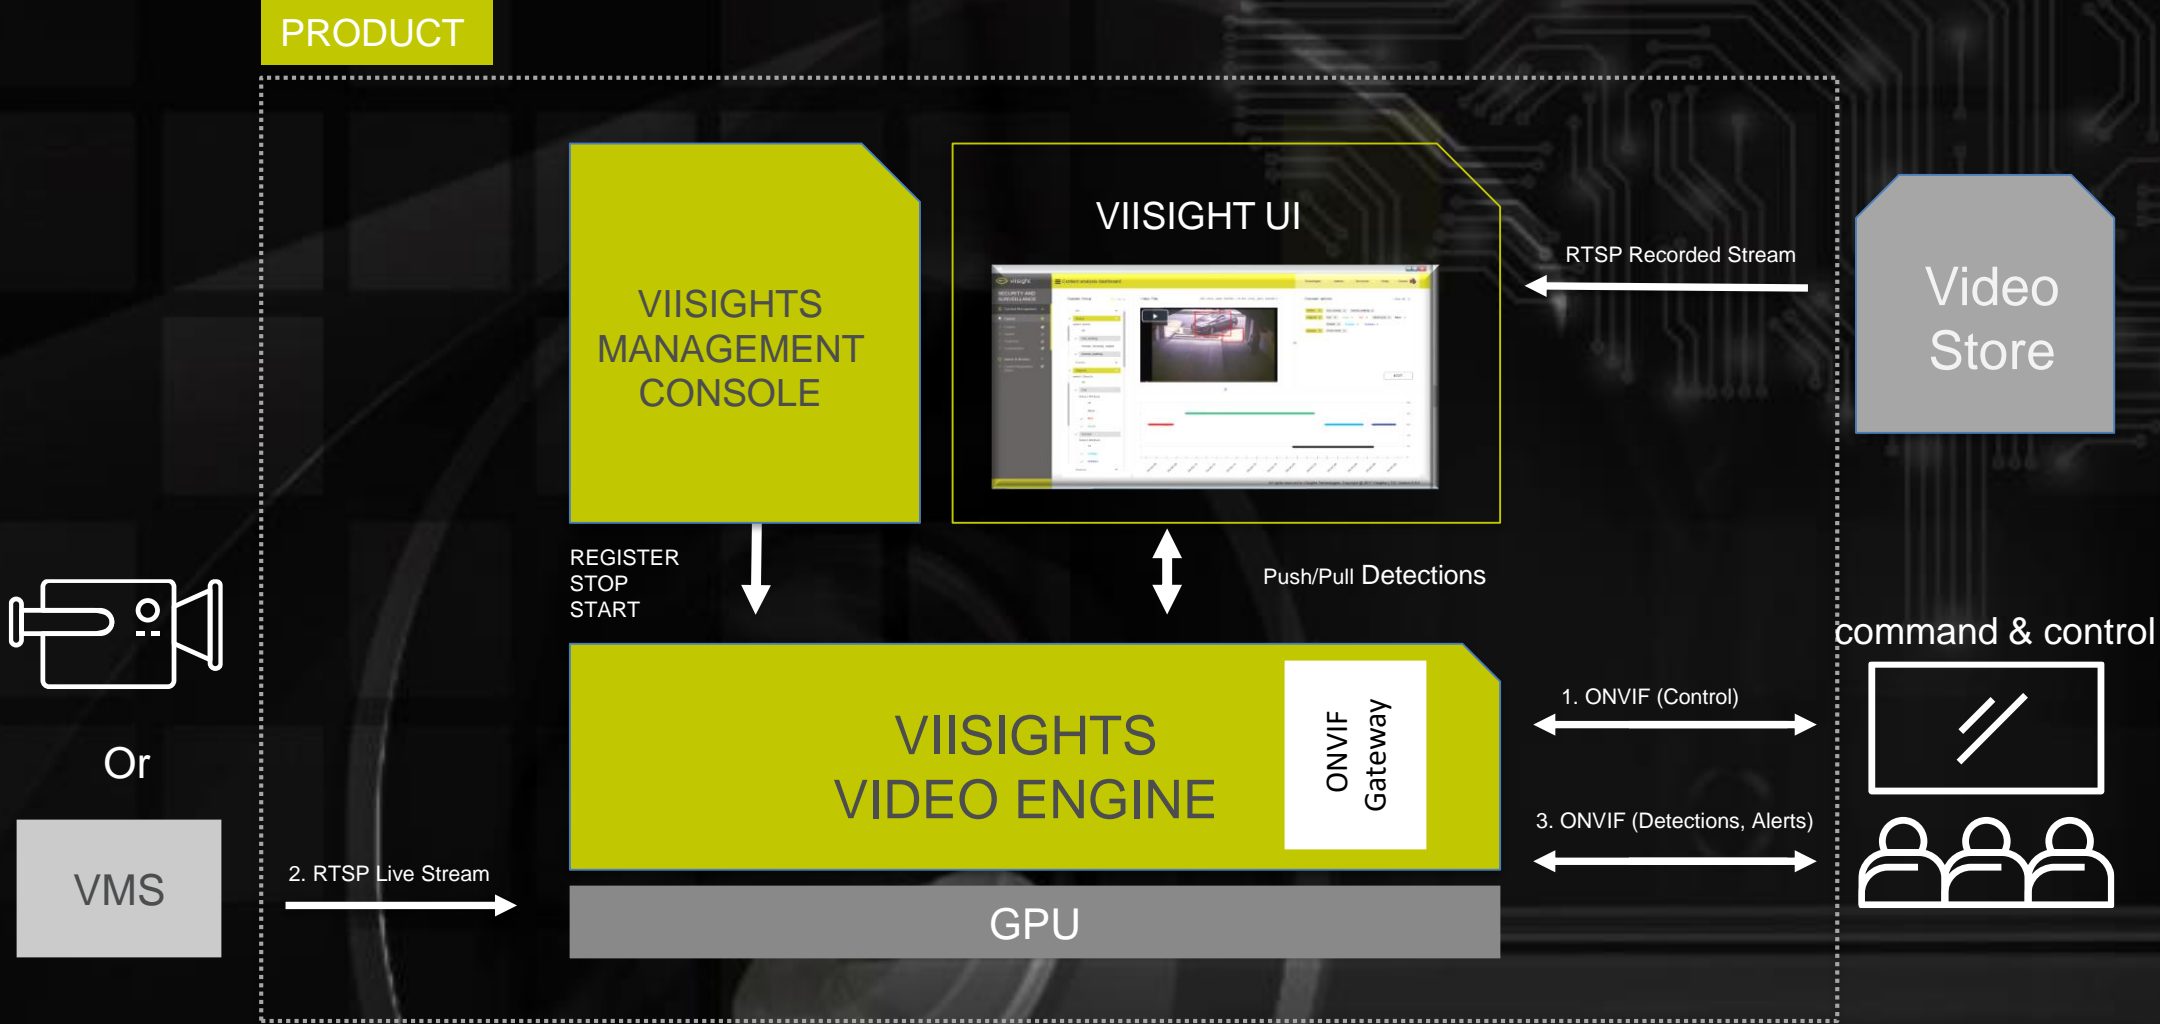 PRODUCT
VIISIGHTS
MANAGEMENT
CONSOLE
VIISIGHT UI
RTSP Recorded Stream
Video
Store
REGISTER
STOP
START
Push/Pull Detections
command & control
Or
VMS
2. RTSP Live Stream
VIISIGHTS
VIDEO ENGINE
ONVIF
Gateway
1. ONVIF (Control)
3. ONVIF (Detections, Alerts)
GPU